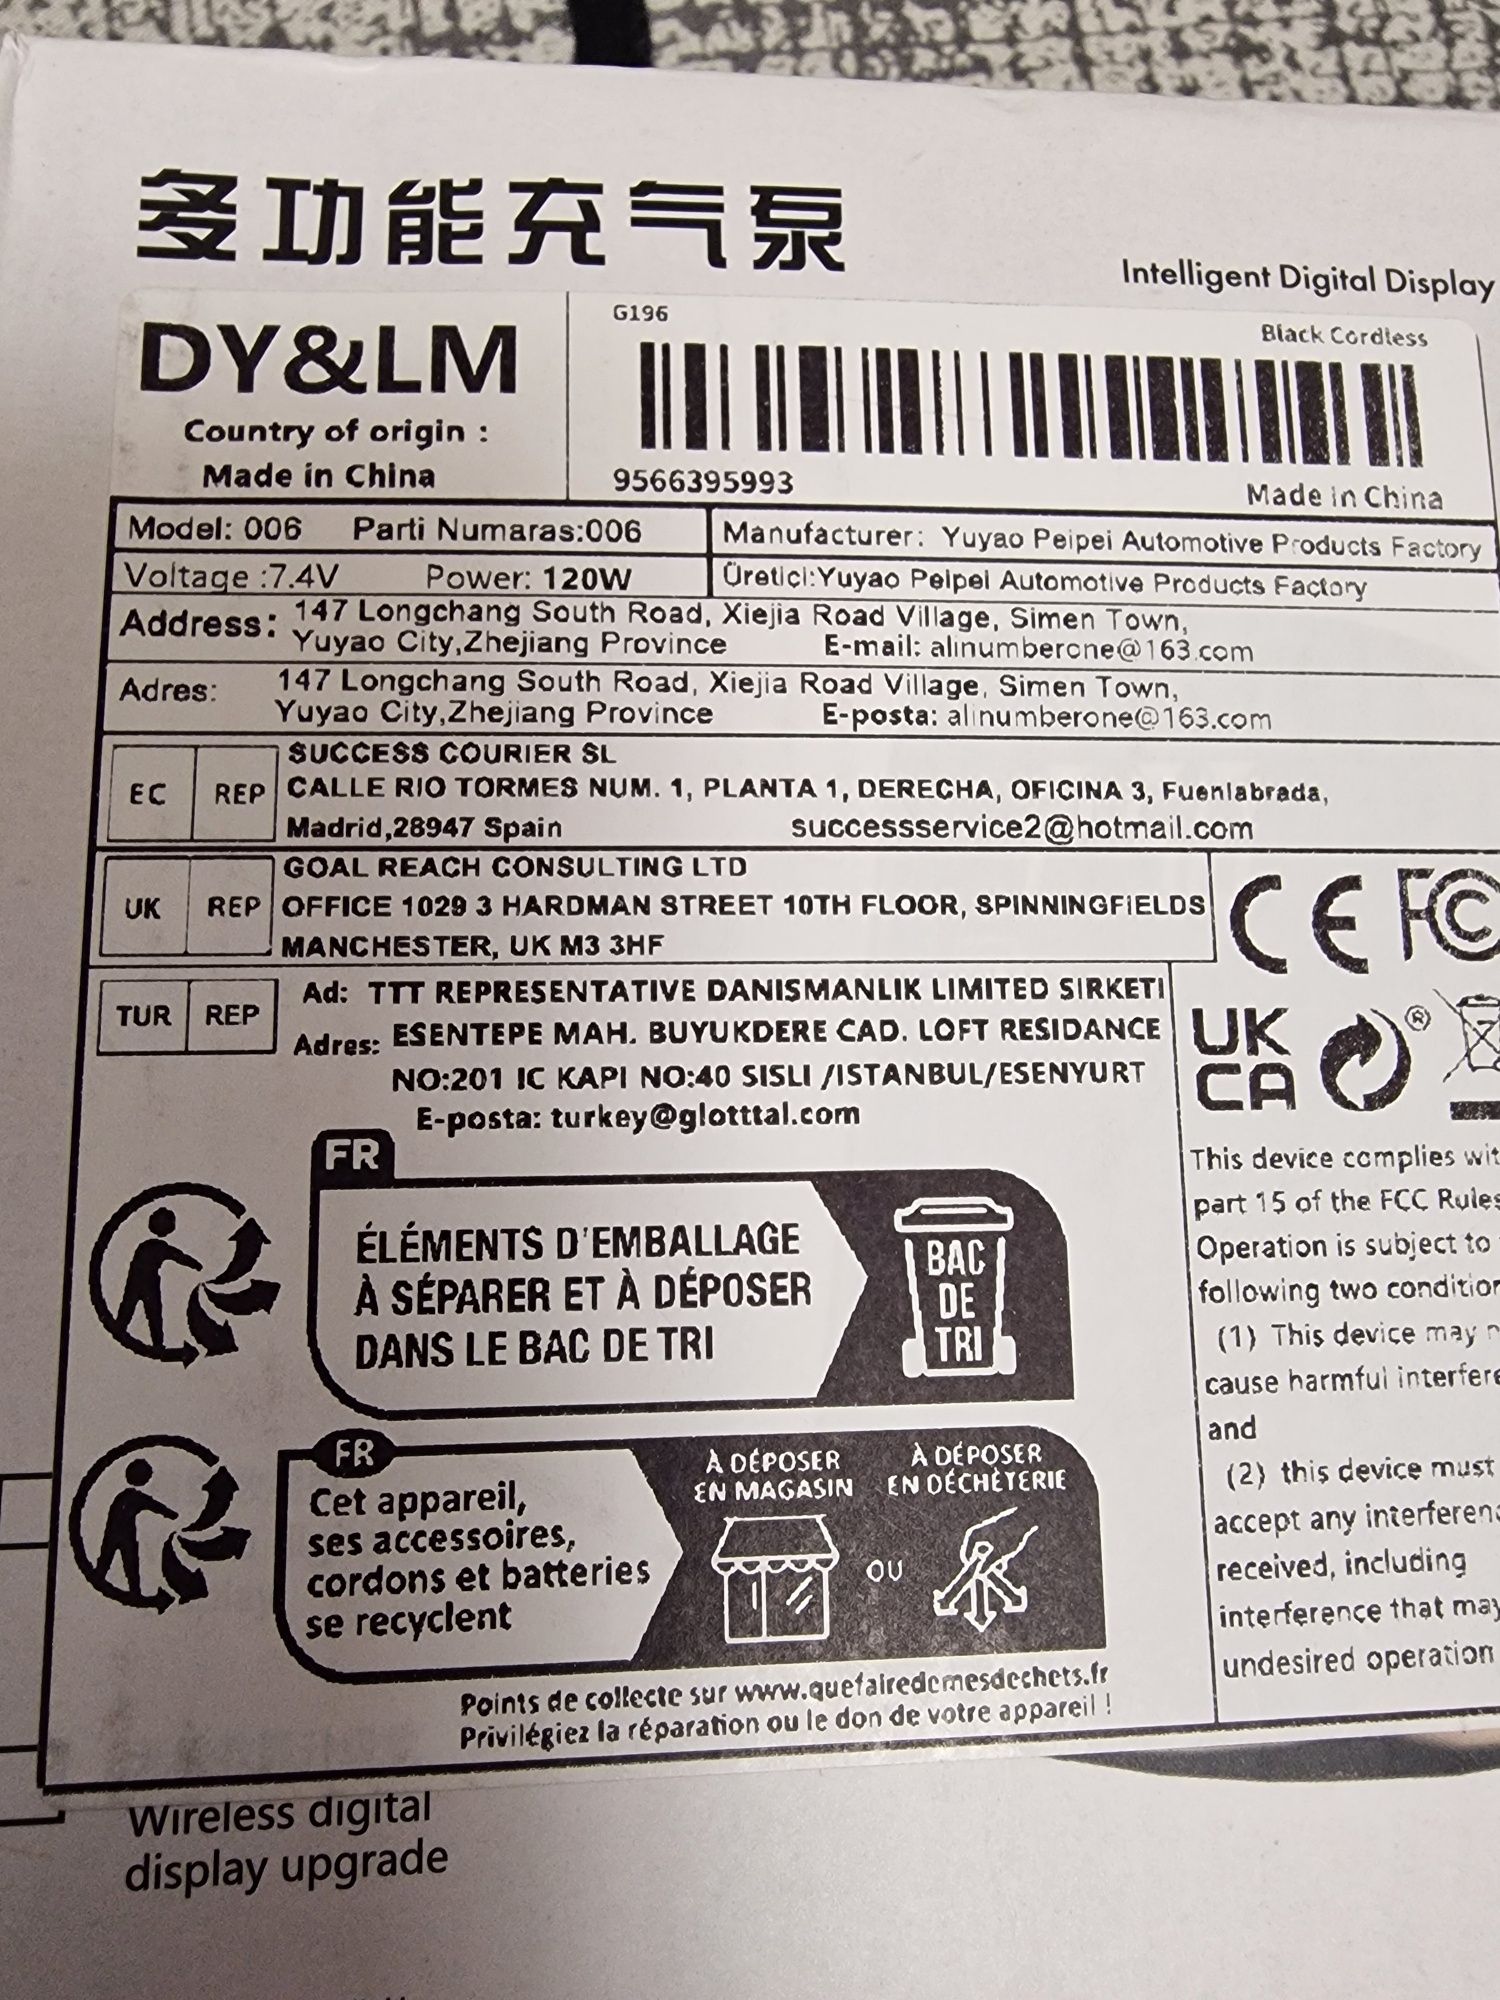 多功能充气泵
Intelligent Digital Display
DY&LM
Country of origin :
Made in China
G196
Black Cordless
9566395993
Made in China
Model: 006 Parti Numaras:006
Manufacturer: Yuyao Peipei Automotive Products Factory
Voltage :7.4V Power: 120W
Üretici:Yuyao Peipei Automotive Products Factory
Address: 147 Longchang South Road, Xiejia Road Village, Simen Town,
Yuyao City,Zhejiang Province E-mail: alinumberone@163.com
Adres: 147 Longchang South Road, Xiejia Road Village, Simen Town,
Yuyao City,Zhejiang Province E-posta: alinumberone@163.com
EC REP
SUCCESS COURIER SL
CALLE RIO TORMES NUM. 1, PLANTA 1, DERECHA, OFICINA 3, Fuenlabrada,
Madrid,28947 Spain successservice2@hotmail.com
UK REP
GOAL REACH CONSULTING LTD
OFFICE 1029 3 HARDMAN STREET 10TH FLOOR, SPINNINGFIELDS
MANCHESTER, UK M3 3HF
CE FC
TUR REP
Ad: TTT REPRESENTATIVE DANISMANLIK LIMITED SIRKETI
Adres: ESENTEPE MAH. BUYUKDERE CAD. LOFT RESIDANCE
NO:201 IC KAPI NO:40 SISLI /ISTANBUL/ESENYURT
E-posta: turkey@glotttal.com
UK
CA
®
FR
ÉLÉMENTS D'EMBALLAGE
À SÉPARER ET À DÉPOSER
DANS LE BAC DE TRI
BAC
DE
TRI
FR
Cet appareil,
ses accessoires,
cordons et batteries
se recyclent
À DÉPOSER
EN MAGASIN
OU
À DÉPOSER
EN DÉCHÈTERIE
Points de collecte sur www.quefairedemesdechets.fr
Privilégiez la réparation ou le don de votre appareil !
This device complies wit
part 15 of the FCC Rules
Operation is subject to
following two condition
(1) This device may n
cause harmful interfere
and
(2) this device must
accept any interferenc
received, including
interference that may
undesired operation
Wireless digital
display upgrade